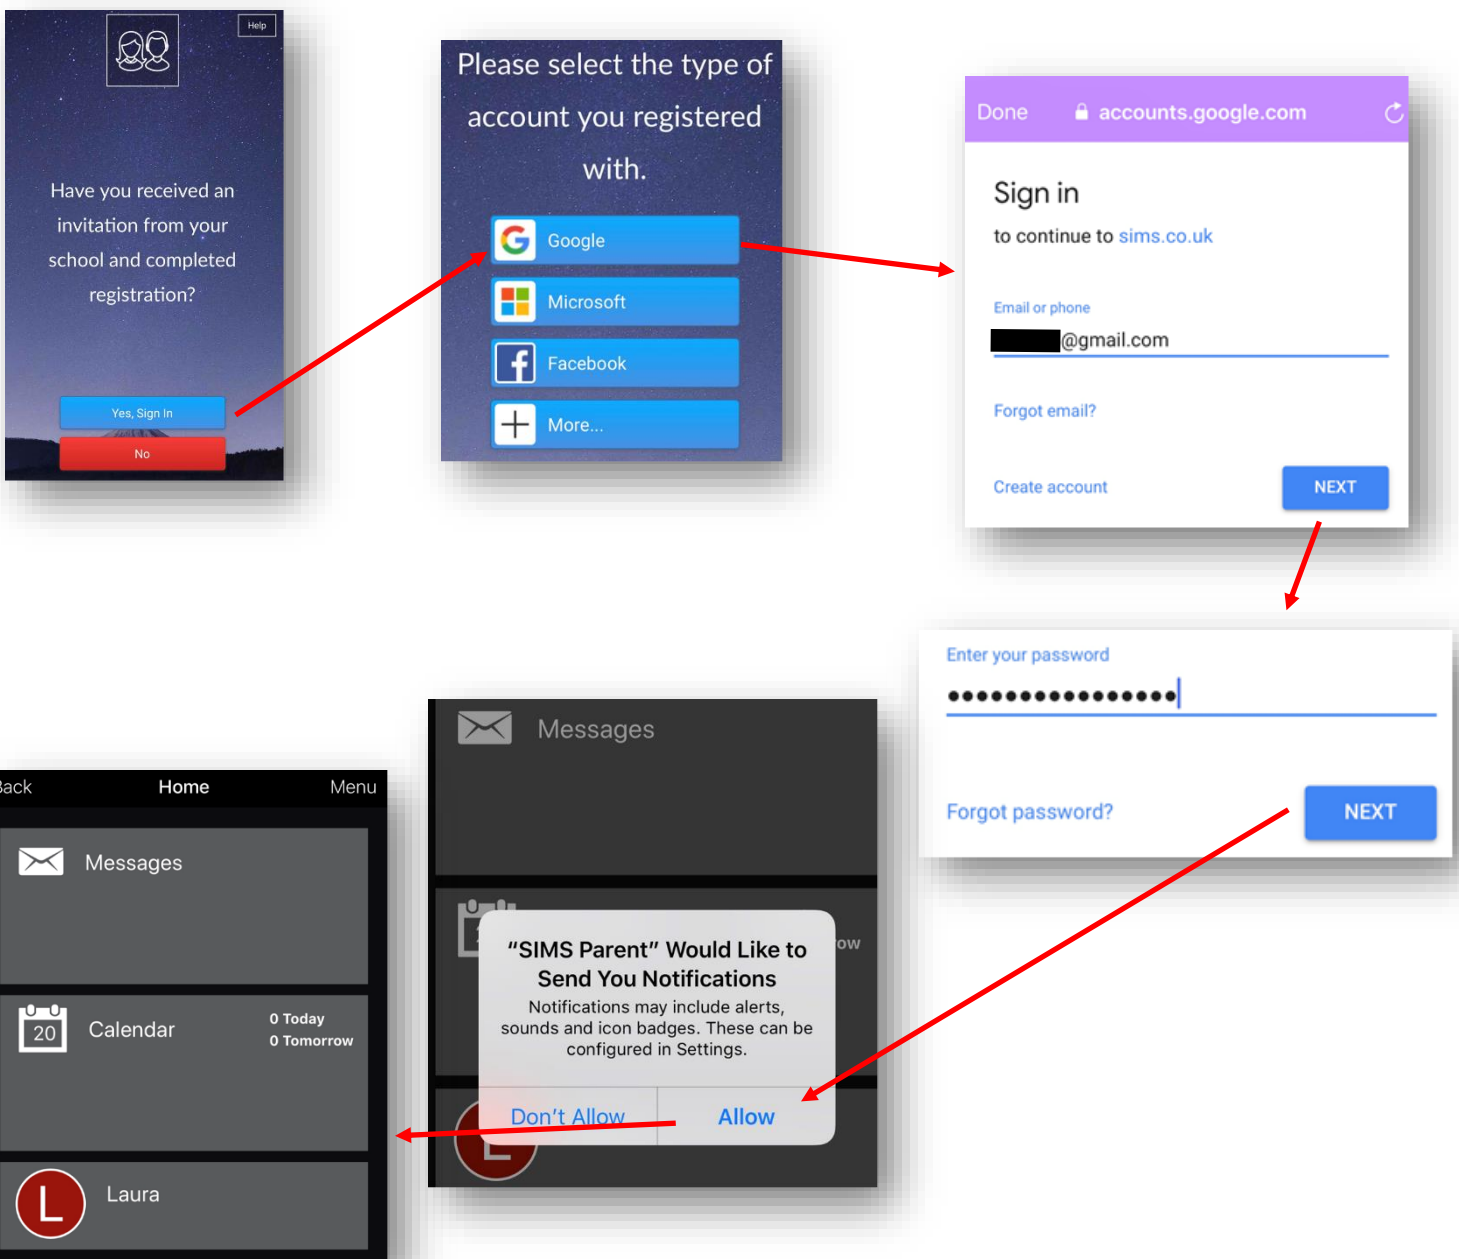 Help
Have you received an
invitation from your
school and completed
registration?
Yes, Sign In
No
Please select the type of
account you registered
with.
Google
Microsoft
Facebook
More...
Done
accounts.google.com
Sign in
to continue to sims.co.uk
Email or phone
@gmail.com
Forgot email?
Create account
NEXT
Enter your password
Forgot password?
NEXT
Messages
"SIMS Parent" Would Like to
Send You Notifications
Notifications may include alerts,
sounds and icon badges. These can be
configured in Settings.
Don't Allow
Allow
L
Home
Menu
Messages
20
Calendar
0 Today
0 Tomorrow
L
Laura